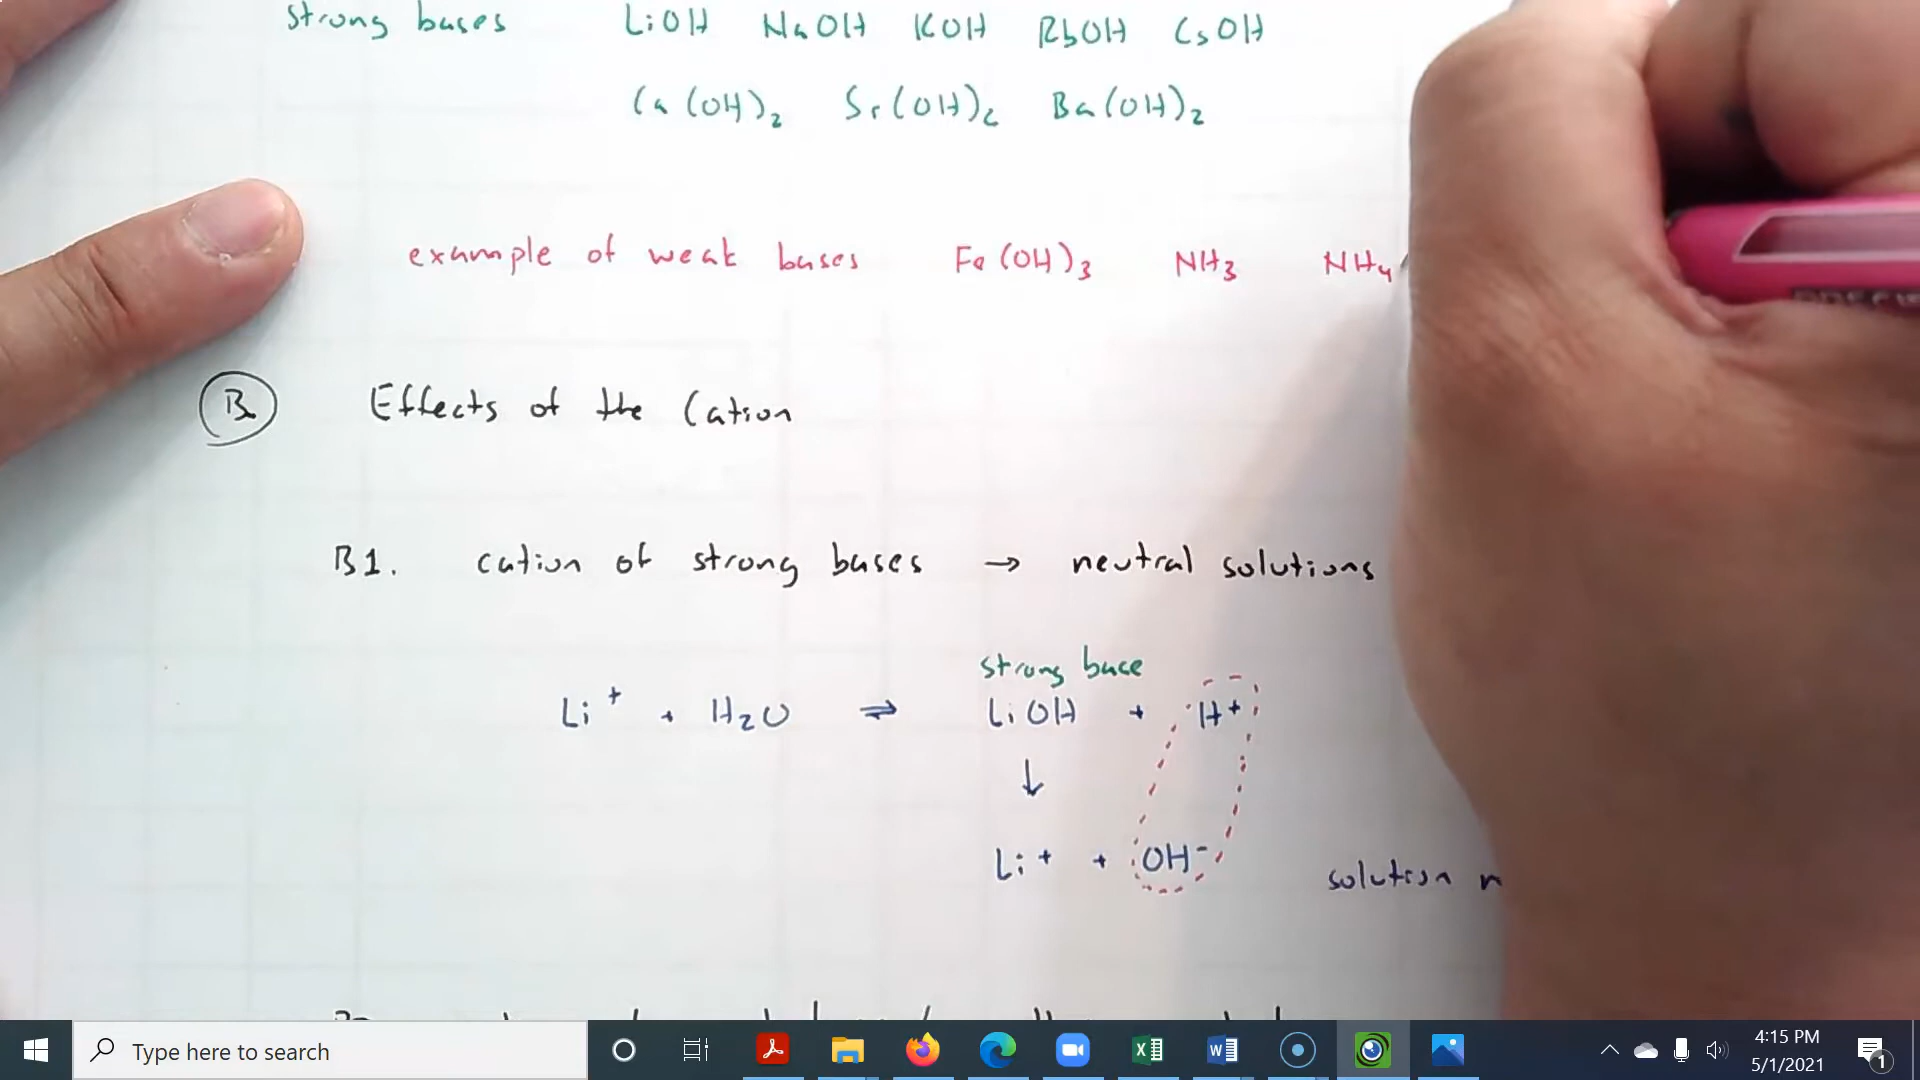 strong bases LiOH NaOH KOH RbOH CsOH
Ca(OH)₂ Sr(OH)₂ Ba(OH)₂
example of weak bases Fe(OH)₃ NH₃ NH₄
B Effects of the Cation
B1. cation of strong bases → neutral solutions
strong base
Li⁺ + H₂O ⇌ LiOH + H⁺
↓
Li⁺ + OH⁻ solution
Type here to search
4:15 PM
5/1/2021
1